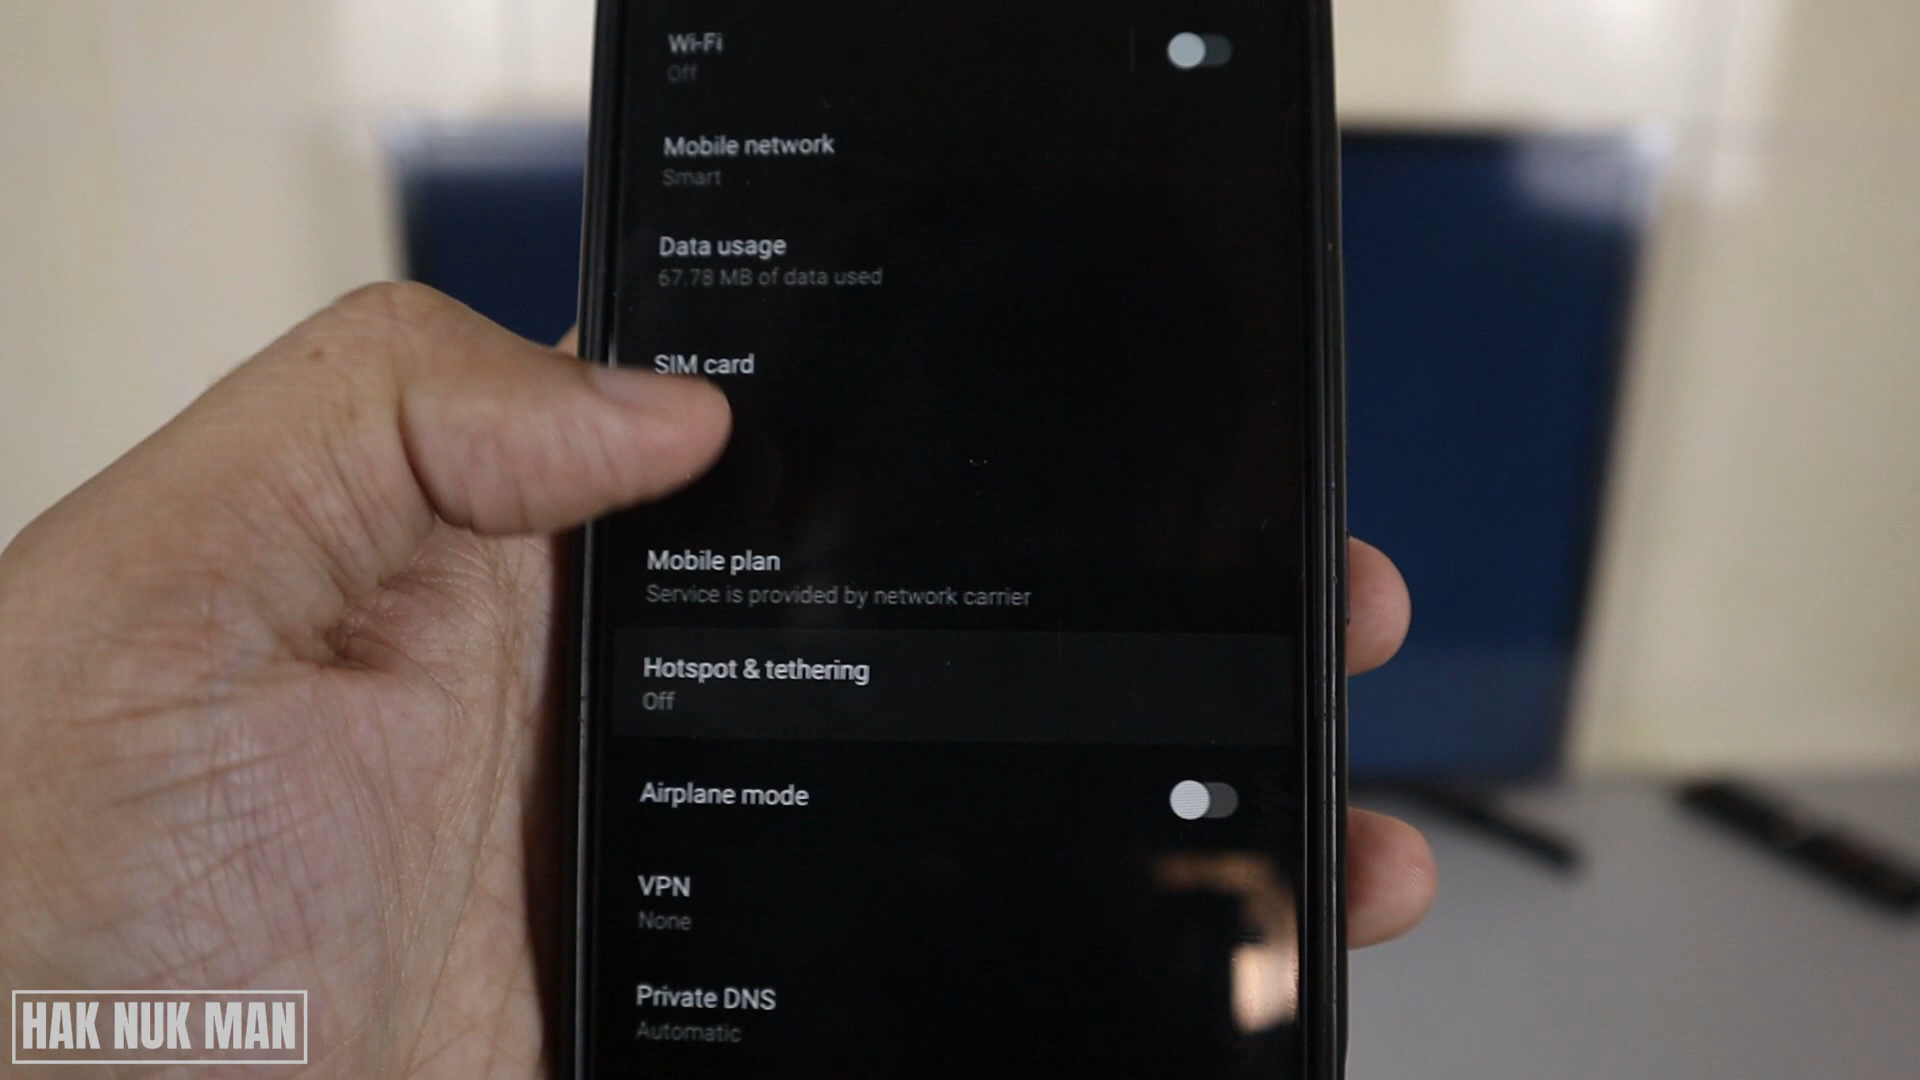 Wi-Fi
Off
Mobile network
Smart
Data usage
67.78 MB of data used
SIM card
Mobile plan
Service is provided by network carrier
Hotspot & tethering
Off
Airplane mode
VPN
None
Private DNS
Automatic
HAK NUK MAN